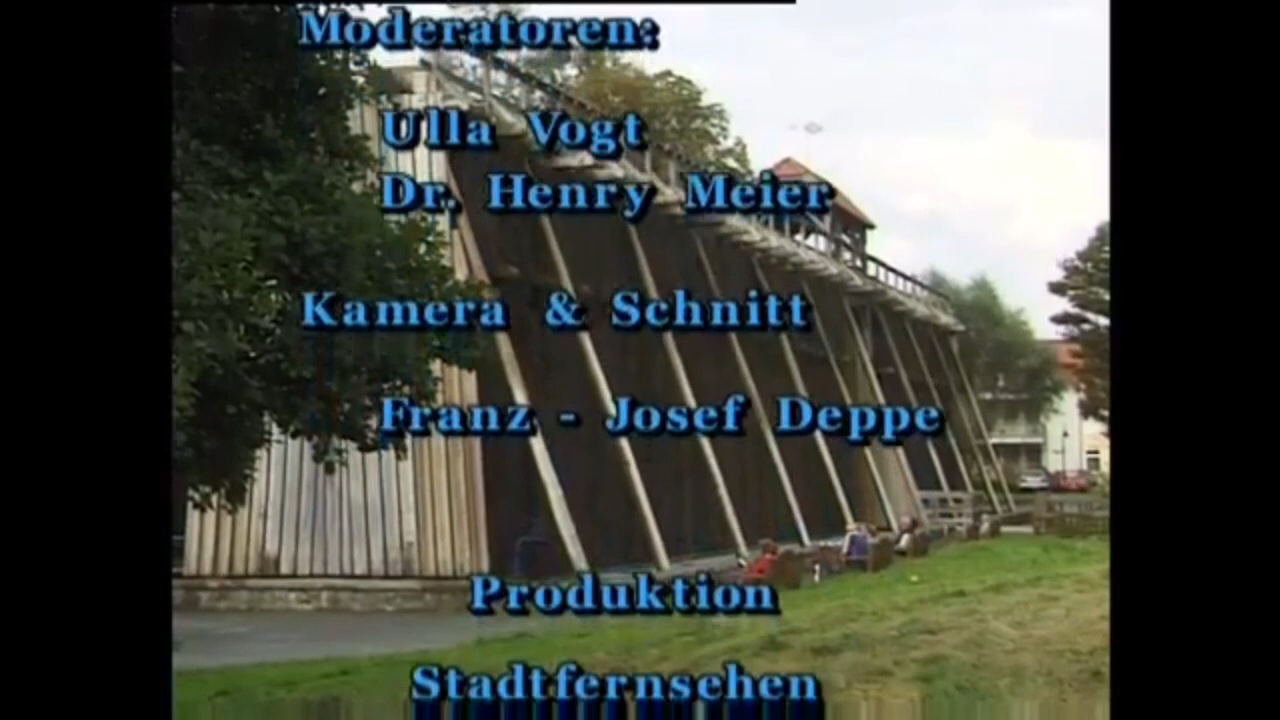 Moderatoren:
Ulla Vogt
Dr. Henry Meier
Kamera & Schnitt
Franz - Josef Deppe
Produktion
Stadtfernsehen